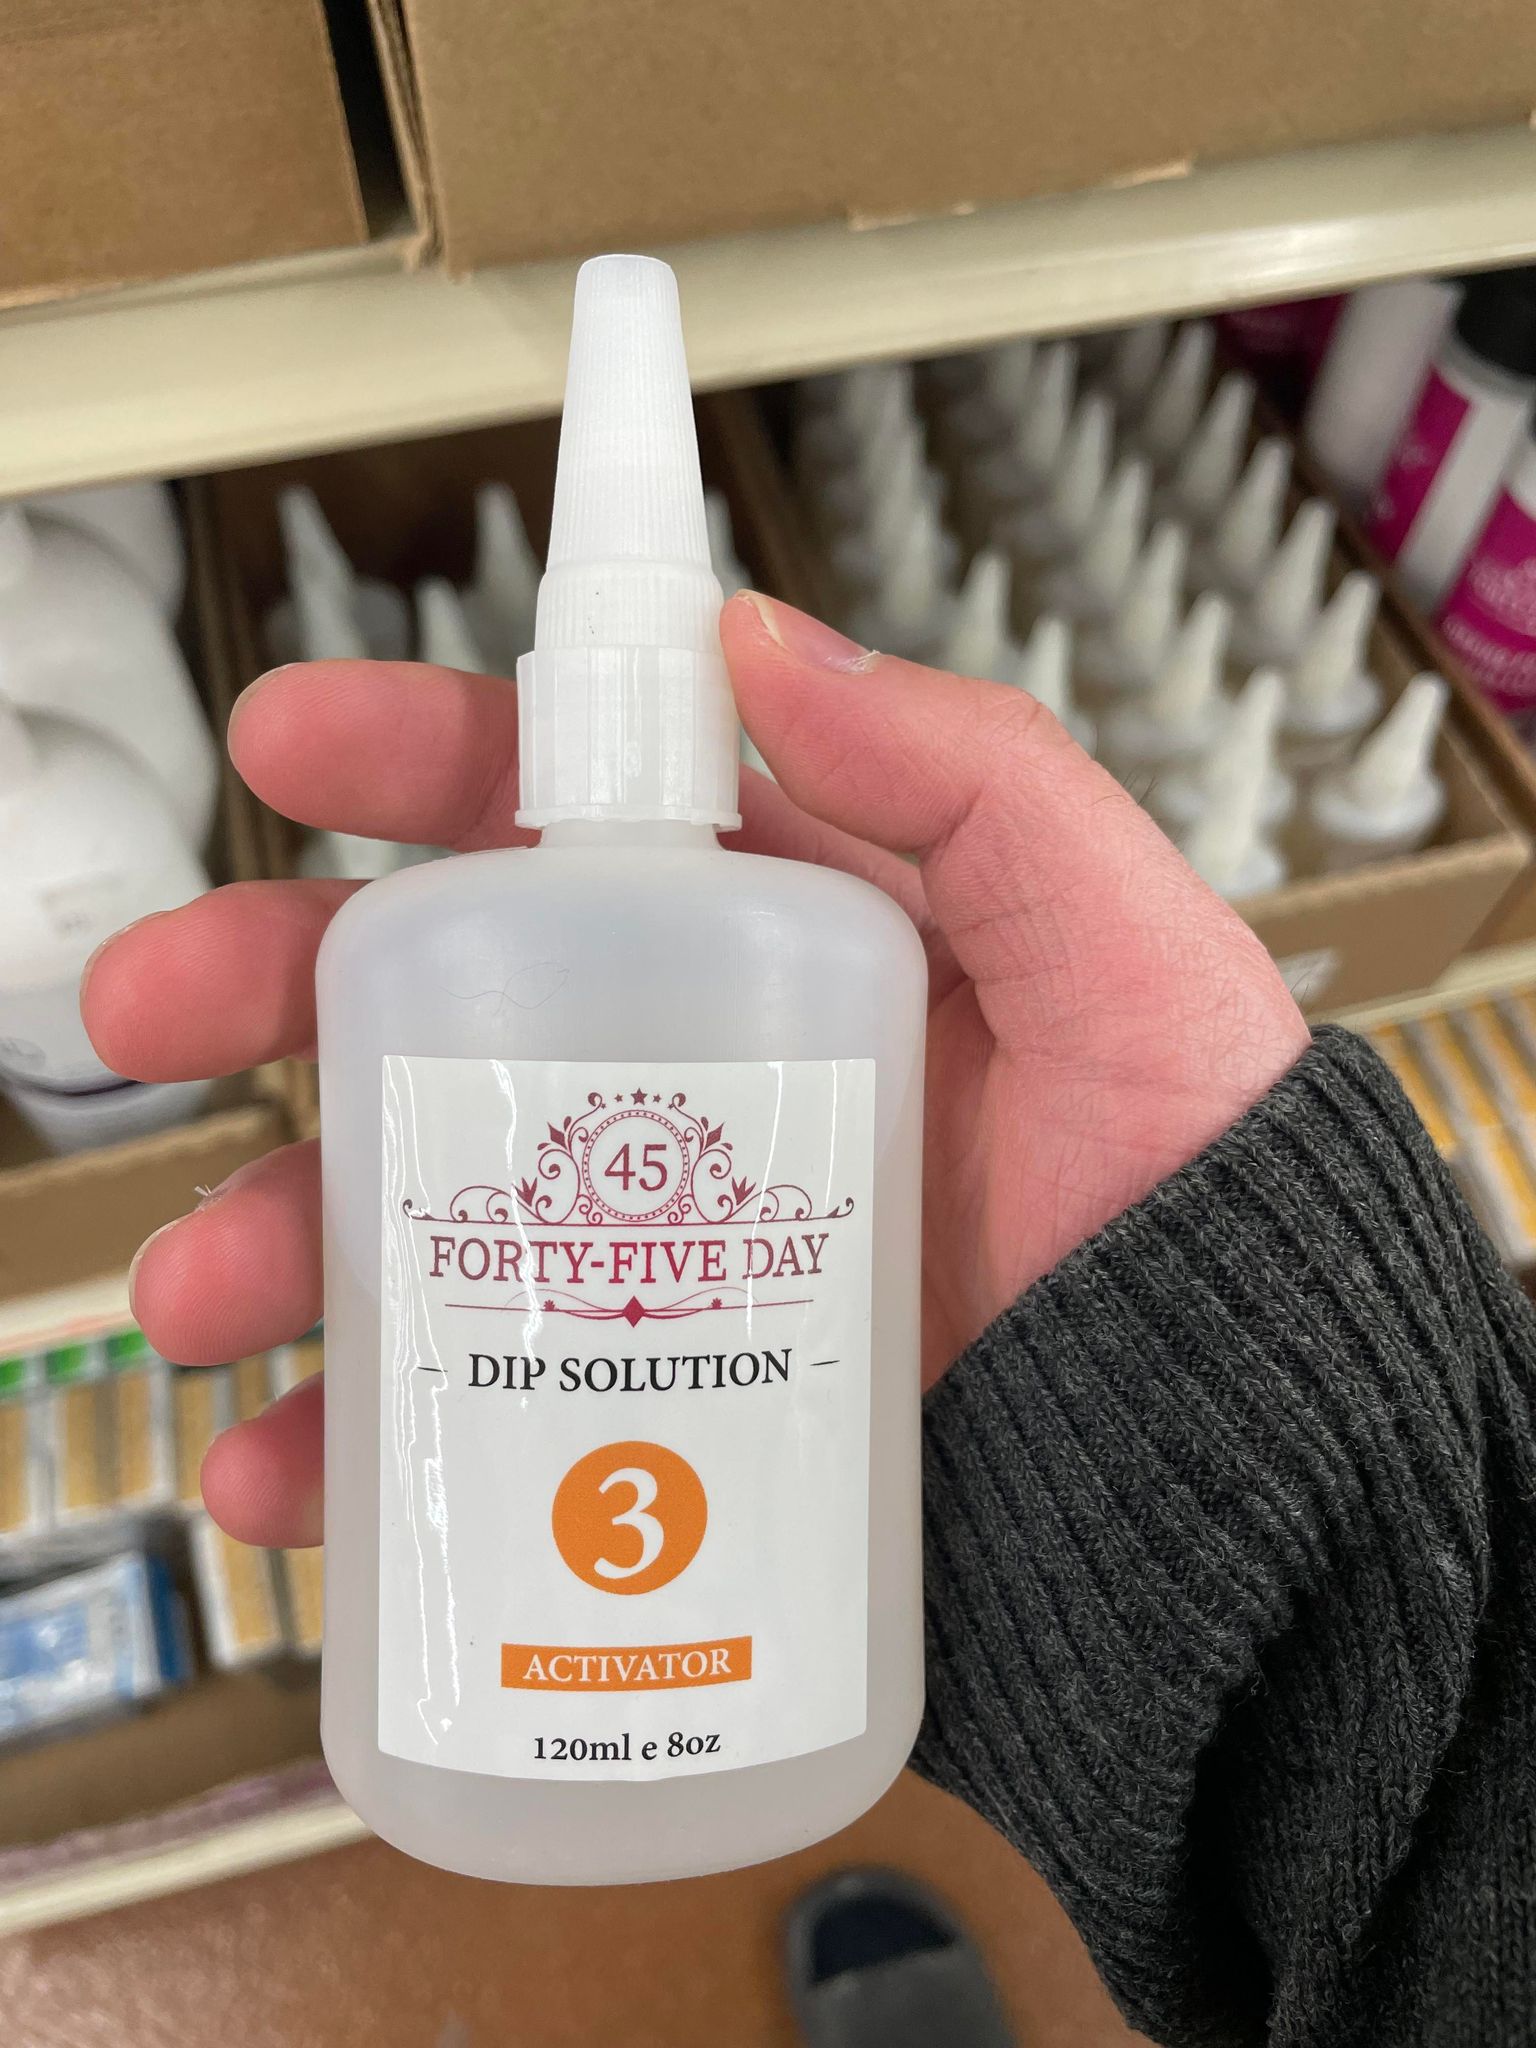 45
FORTY-FIVE DAY
DIP SOLUTION
3
ACTIVATOR
120ml e 8oz